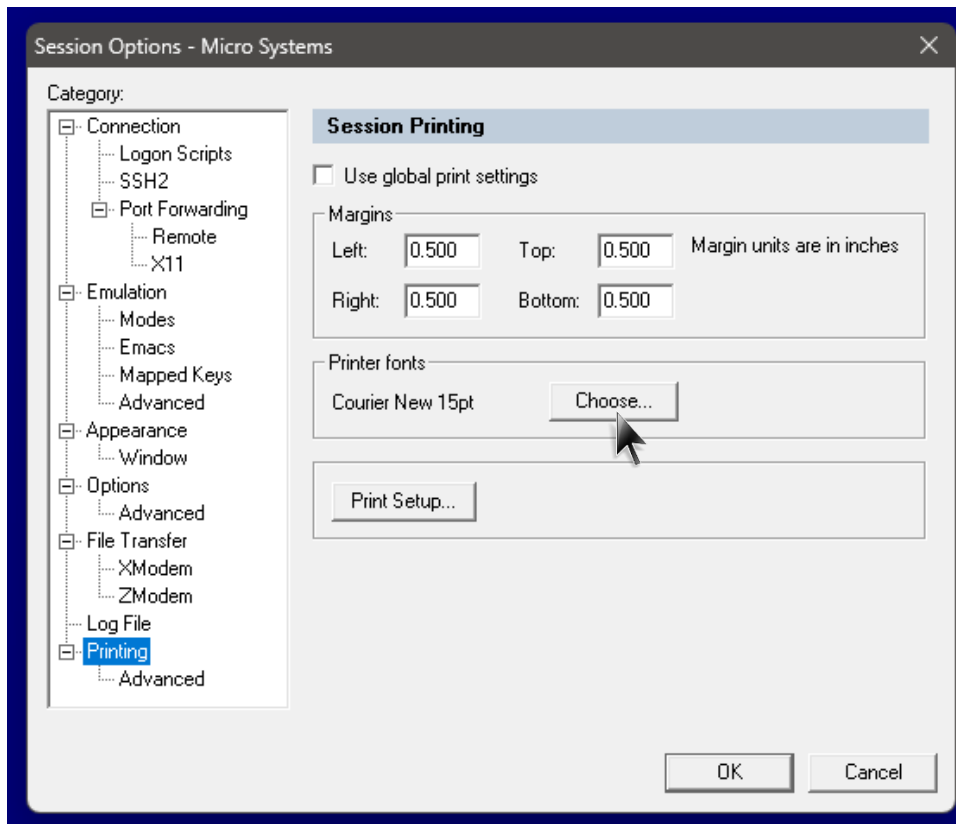 Session Options - Micro Systems
Category:
Connection
Logon Scripts
SSH2
Port Forwarding
Remote
X11
Emulation
Modes
Emacs
Mapped Keys
Advanced
Appearance
Window
Options
Advanced
File Transfer
XModem
ZModem
Log File
Printing
Advanced
Session Printing
Use global print settings
Margins
Left: 0.500 Top: 0.500 Margin units are in inches
Right: 0.500 Bottom: 0.500
Printer fonts
Courier New 15pt Choose...
Print Setup...
OK Cancel